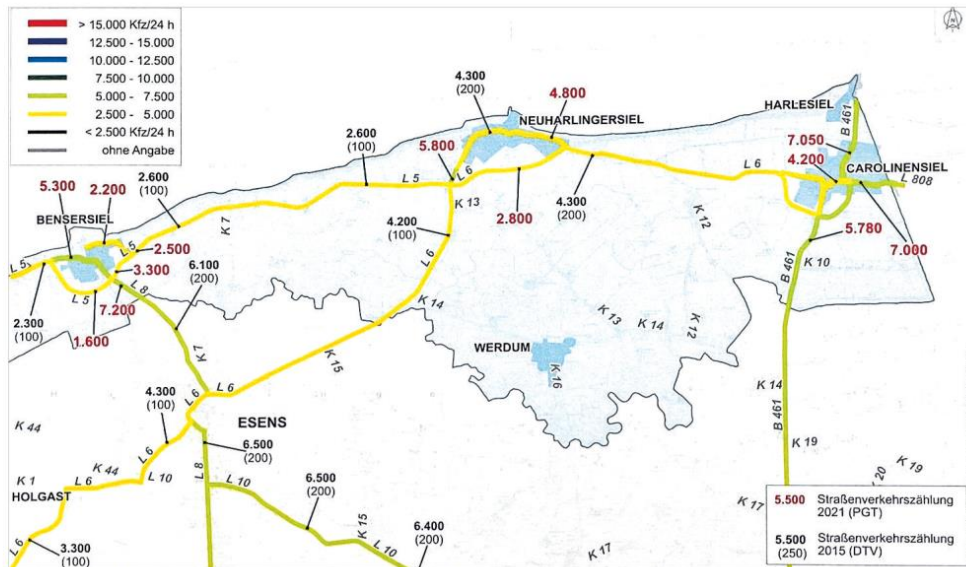 > 15.000 Kfz/24 h
12.500 - 15.000
10.000 - 12.500
7.500 - 10.000
5.000 - 7.500
2.500 - 5.000
< 2.500 Kfz/24 h
ohne Angabe
N
4.300
(200)
4.800
NEUHARLINGERSIEL
HARLESIEL
B 461
7.050
4.200
CAROLINENSIEL
L 808
2.600
(100)
5.800
L 5
L 6
L 6
K 13
2.800
4.300
(200)
K 12
5.780
7.000
K 10
B 461
5.300
2.200
2.600
(100)
BENSERSIEL
K 7
L 5
L 5
2.500
3.300
L 5
L 8
7.200
1.600
2.300
(100)
6.100
(200)
4.200
(100)
L 6
K 14
K 13
K 14
K 12
K 7
K 15
WERDUM
K 16
K 14
B 461
L 6
L 6
4.300
(100)
ESENS
K 44
L 6
6.500
(200)
K 19
K 44
L 10
L 8
L 10
6.500
(200)
K 1
L 6
HOLGAST
K 15
6.400
(200)
L 10
K 17
K 17
L 20
K 19
L 6
3.300
(100)
5.500 Straßenverkehrszählung
2021 (PGT)
5.500 Straßenverkehrszählung
(250) 2015 (DTV)